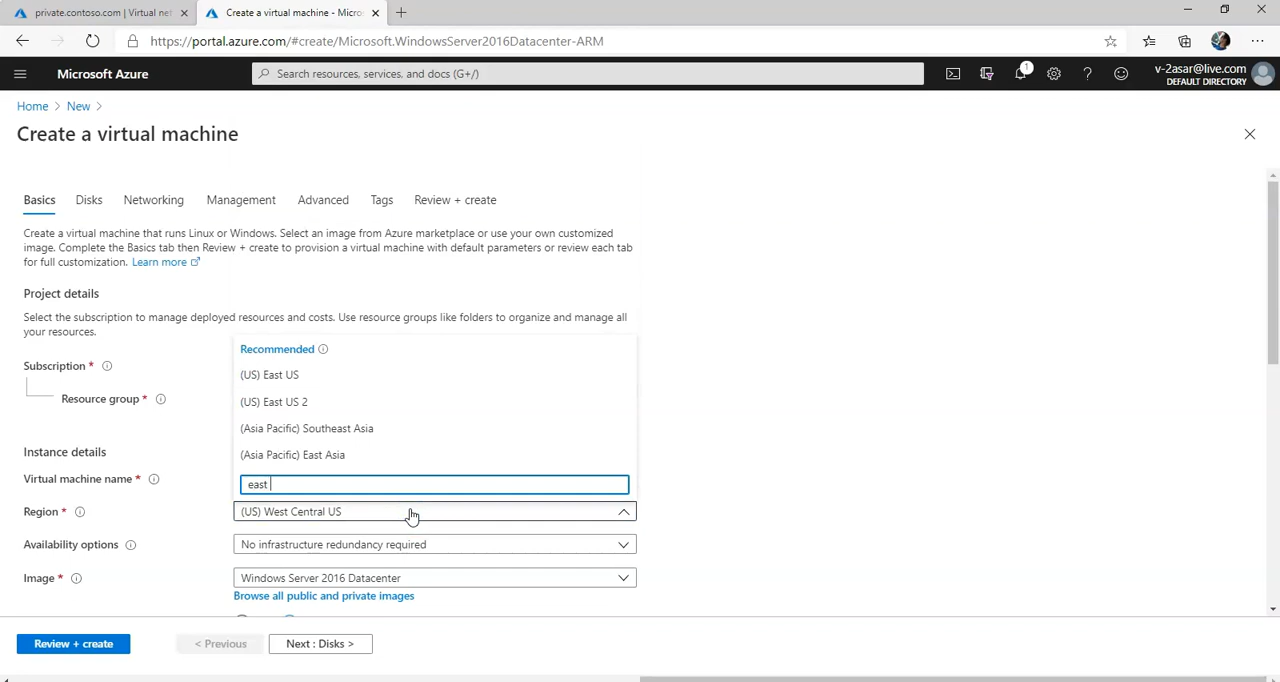 private.contoso.com | Virtual net
Create a virtual machine - Micro
https://portal.azure.com/#create/Microsoft.WindowsServer2016Datacenter-ARM
Microsoft Azure
Search resources, services, and docs (G+/)
1
v-2asar@live.com
DEFAULT DIRECTORY
Home > New >
Create a virtual machine
Basics Disks Networking Management Advanced Tags Review + create
Create a virtual machine that runs Linux or Windows. Select an image from Azure marketplace or use your own customized
image. Complete the Basics tab then Review + create to provision a virtual machine with default parameters or review each tab
for full customization. Learn more
Project details
Select the subscription to manage deployed resources and costs. Use resource groups like folders to organize and manage all
your resources.
Subscription *
Resource group *
Recommended
(US) East US
(US) East US 2
(Asia Pacific) Southeast Asia
(Asia Pacific) East Asia
east
Instance details
Virtual machine name *
Region *
(US) West Central US
Availability options
No infrastructure redundancy required
Image *
Windows Server 2016 Datacenter
Browse all public and private images
Review + create
< Previous
Next : Disks >